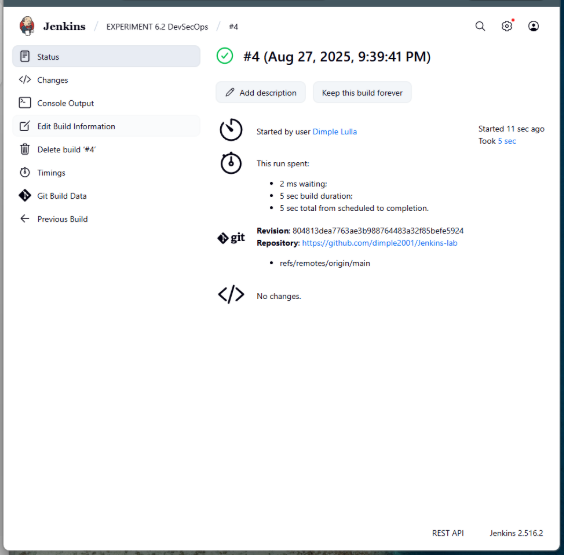 Jenkins / EXPERIMENT 6.2 DevSecOps / #4
Status
Changes
Console Output
Edit Build Information
Delete build '#4'
Timings
Git Build Data
Previous Build
#4 (Aug 27, 2025, 9:39:41 PM)
Add description
Keep this build forever
Started by user Dimple Lulla
Started 11 sec ago
Took 5 sec
This run spent:
• 2 ms waiting;
• 5 sec build duration;
• 5 sec total from scheduled to completion.
git
Revision: 804813dea7763ae3b988764483a32f85befe5924
Repository: https://github.com/dimple2001/Jenkins-lab
• refs/remotes/origin/main
No changes.
REST API
Jenkins 2.516.2